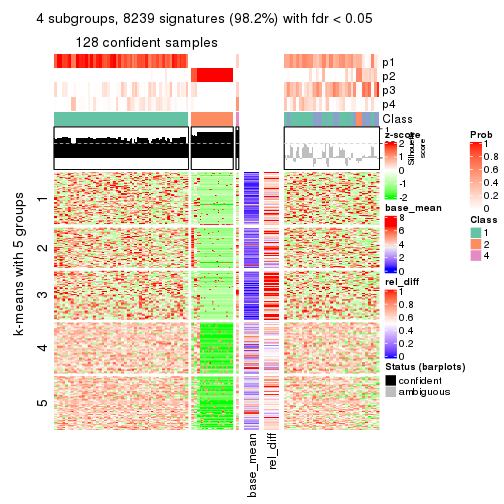 4 subgroups, 8239 signatures (98.2%) with fdr < 0.05
128 confident samples
p1
p2
p3
p4
Class
1
Silhouette
score
k-means with 5 groups
1
2
3
4
5
base_mean
rel_diff
z-score
2
1
0
-1
-2
base_mean
8
6
4
2
0
rel_diff
1
0.8
0.6
0.4
0.2
0
Status (barplots)
confident
ambiguous
Prob
1
0.8
0.6
0.4
0.2
0
Class
1
2
4